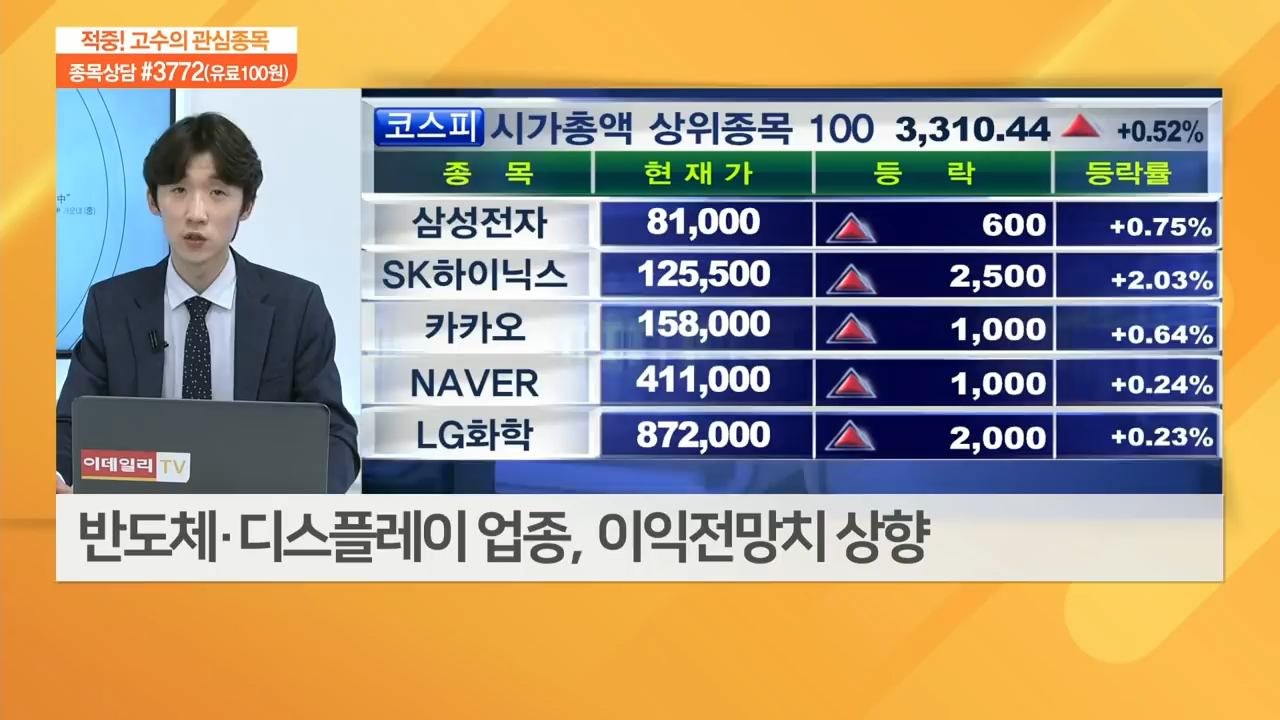 적중! 고수의 관심종목
종목상담 #3772(유료100원)
中"
가운데 (중)
이데일리 TV
코스피 시가총액 상위종목 100 3,310.44 +0.52%
종 목 현재가 등 락 등락률
삼성전자 81,000 600 +0.75%
SK하이닉스 125,500 2,500 +2.03%
카카오 158,000 1,000 +0.64%
NAVER 411,000 1,000 +0.24%
LG화학 872,000 2,000 +0.23%
반도체·디스플레이 업종, 이익전망치 상향